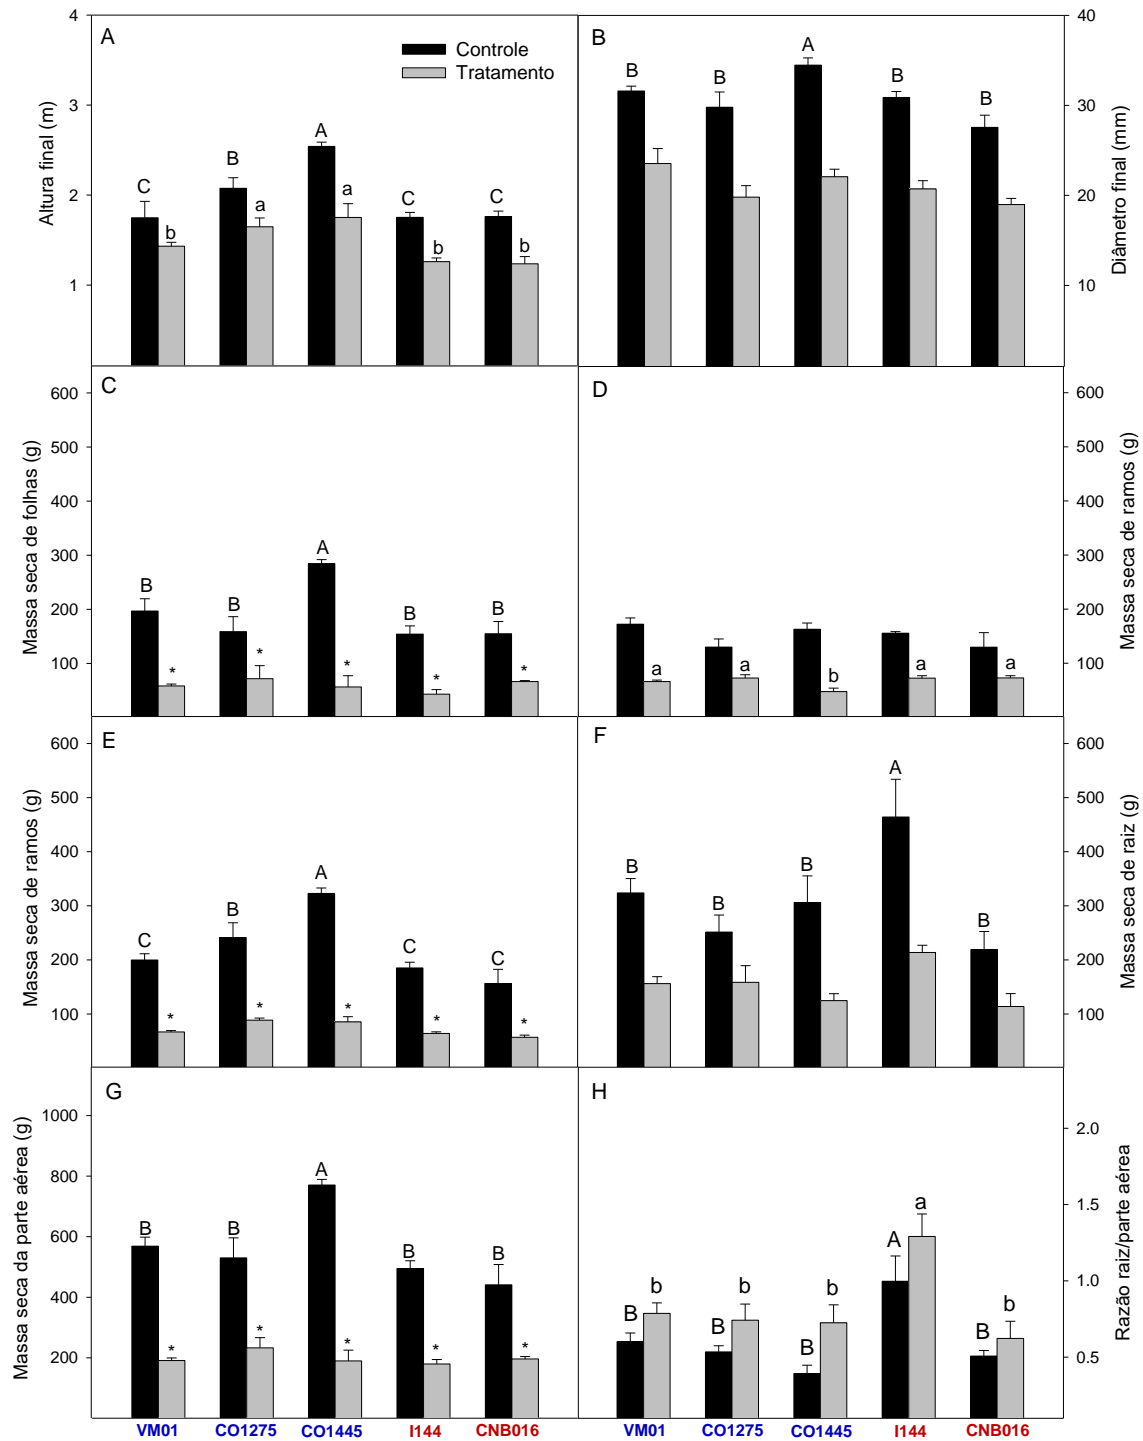 A
Controle
Tratamento
4
3
2
1
Altura final (m)
C
b
B
a
A
a
C
b
C
b
B
40
30
20
10
Diâmetro final (mm)
B
B
A
B
B
C
600
500
400
300
200
100
Massa seca de folhas (g)
B
*
B
*
A
*
B
*
B
*
D
600
500
400
300
200
100
Massa seca de ramos (g)
a
a
b
a
a
E
600
500
400
300
200
100
Massa seca de ramos (g)
C
*
B
*
A
*
C
*
C
*
F
600
500
400
300
200
100
Massa seca de raiz (g)
B
B
B
A
B
G
1000
800
600
400
200
Massa seca da parte aérea (g)
B
*
B
*
A
*
B
*
B
*
H
2.0
1.5
1.0
0.5
Razão raiz/parte aérea
B
b
B
b
B
b
A
a
B
b
VM01 CO1275 CO1445 I144 CNB016
VM01 CO1275 CO1445 I144 CNB016